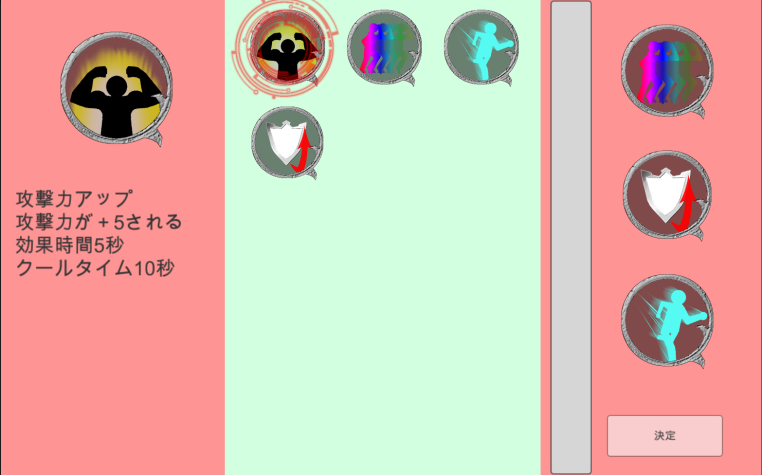 攻撃力アップ
攻撃力が＋5される
効果時間5秒
クールタイム10秒
決定